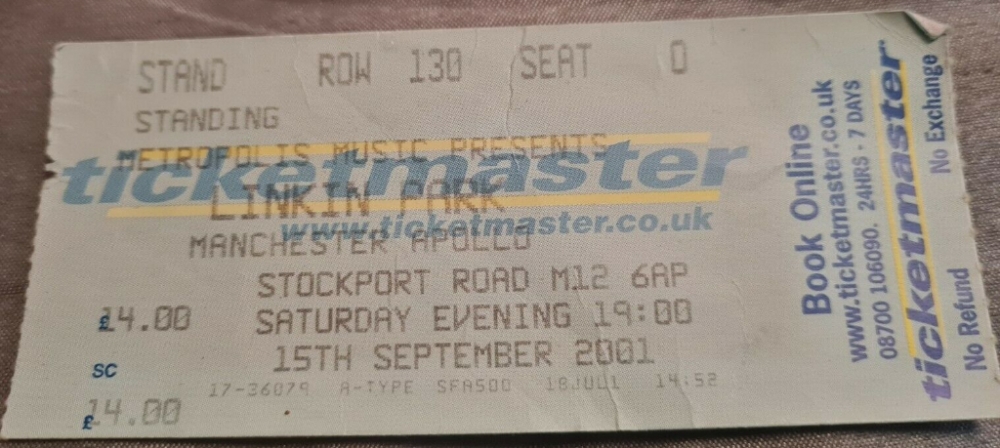 STAND ROW 130 SEAT 0
STANDING
METROPOLIS MUSIC PRESENTS
ticketmaster
LINKIN PARK
www.ticketmaster.co.uk
MANCHESTER APOLLO
STOCKPORT ROAD M12 6AP
£14.00 SATURDAY EVENING 19:00
SC 15TH SEPTEMBER 2001
17-36079 A-TYPE SFA500 18JUL1 14:52
£14.00
Book Online
www.ticketmaster.co.uk
08700 106090. 24HRS - 7 DAYS
ticketmaster
No Refund No Exchange